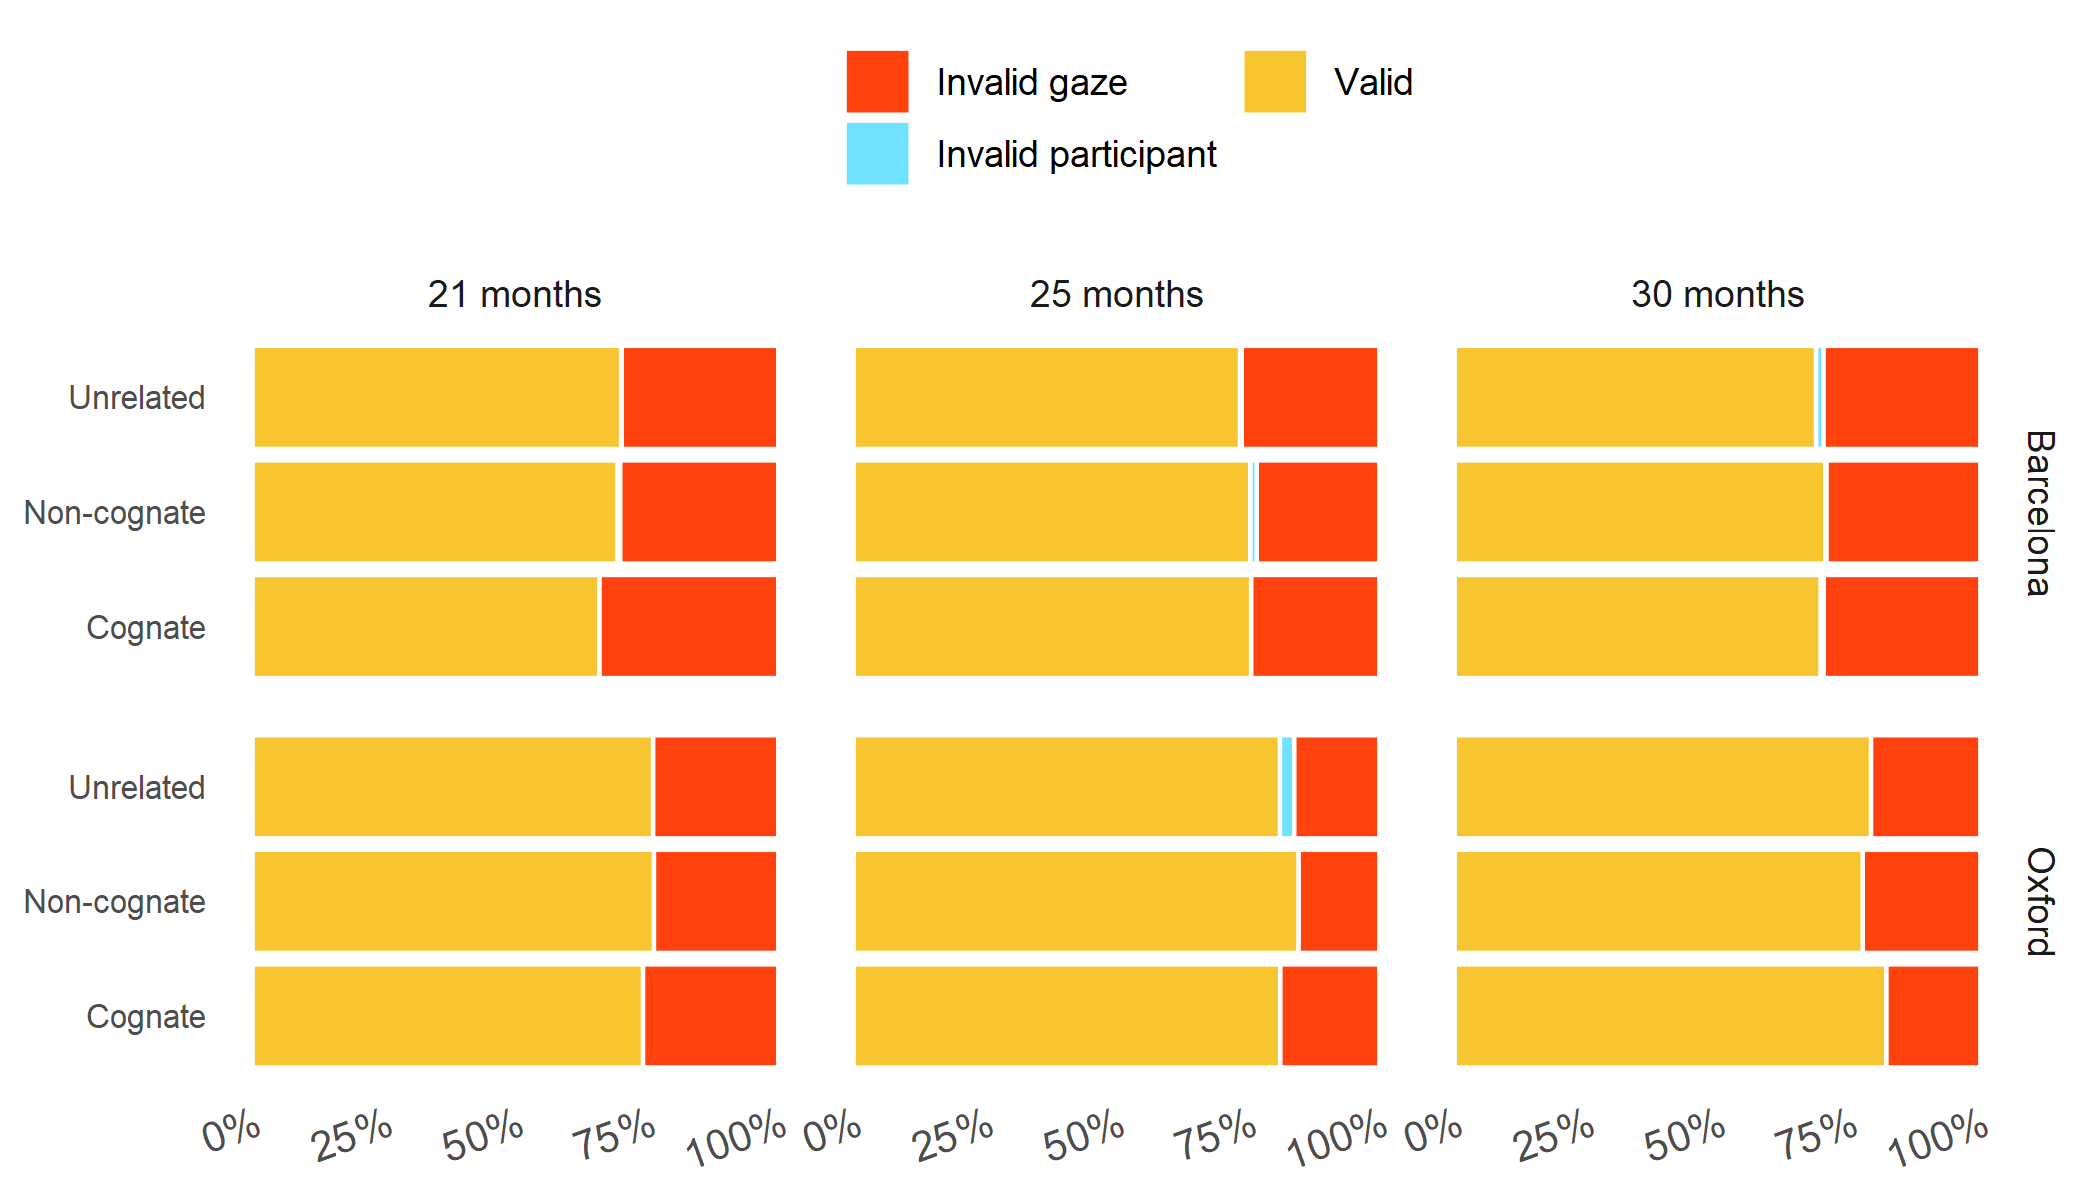 Invalid gaze
Valid
Invalid participant
21 months
25 months
30 months
Unrelated
Non-cognate
Cognate
Barcelona
Unrelated
Non-cognate
Cognate
Oxford
0% 25% 50% 75% 100% 0% 25% 50% 75% 100% 0% 25% 50% 75% 100%